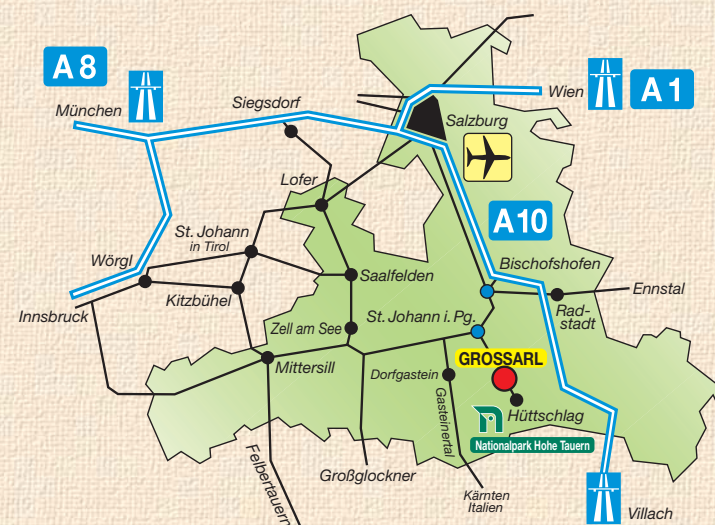 A 8
München
Siegsdorf
Wien
A 1
Salzburg
Lofer
St. Johann
in Tirol
A10
Wörgl
Bischofshofen
Kitzbühel
Saalfelden
Innsbruck
Ennstal
Rad-
stadt
Zell am See
St. Johann i. Pg.
GROSSARL
Mittersill
Dorfgastein
Gasteinertal
Hüttschlag
Nationalpark Hohe Tauern
Felbertauern
Großglockner
Kärnten
Italien
Villach